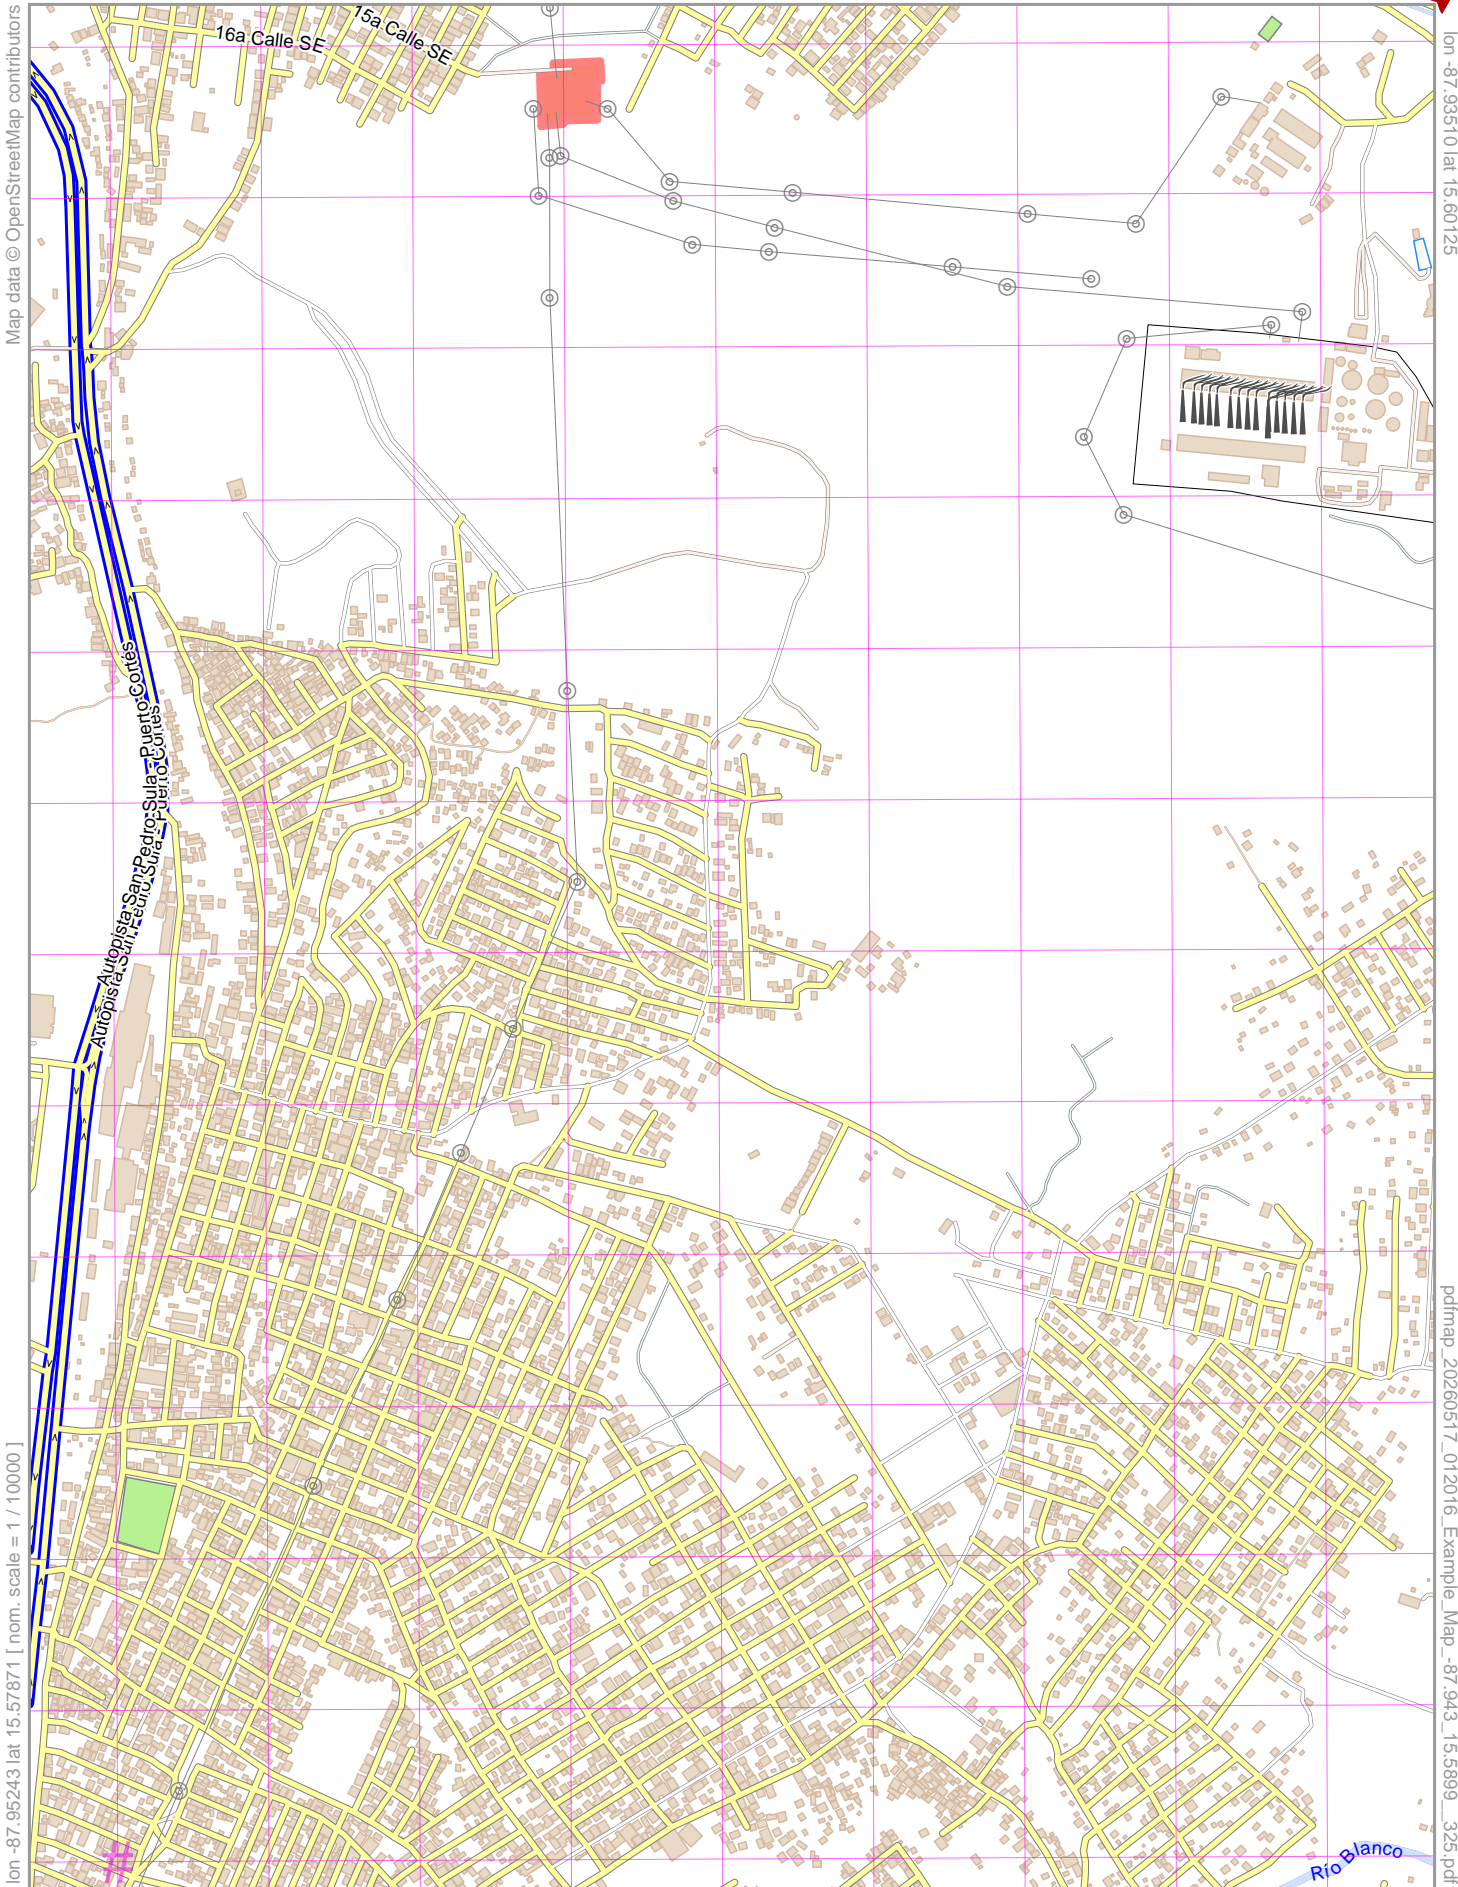 Map data © OpenStreetMap contributors
16a Calle SE
15a Calle SE
lon -87.93510 lat 15.60125
Autopista San Pedro Sula - Puerto Cortés
Autopista San Pedro Sula - Puerto Cortés
lon -87.95243 lat 15.57871 [ nom. scale = 1 / 10000 ]
pdfmap_20260517_012016_Example_Map_-87.943_15.5899__325.pdf
Río Blanco